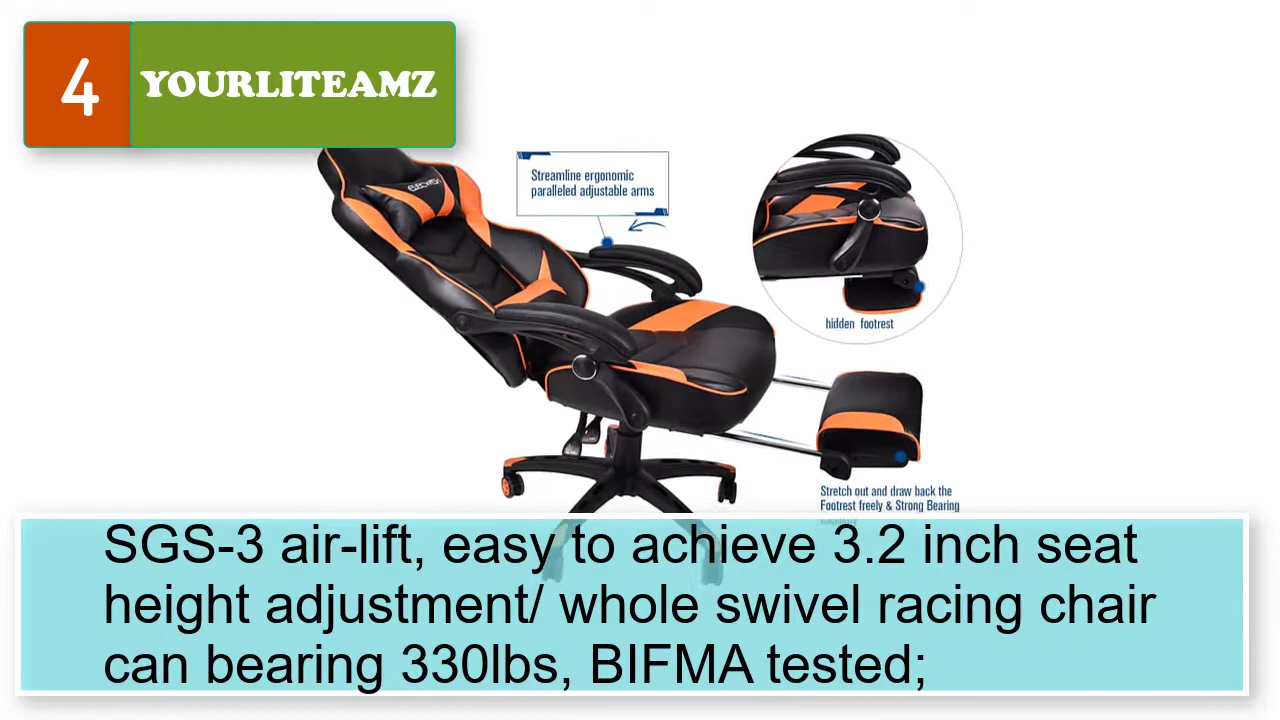 4
YOURLITEAMZ
Streamline ergonomic
paralleled adjustable arms
hidden footrest
Stretch out and draw back the
Footrest freely & Strong Bearing
SGS-3 air-lift, easy to achieve 3.2 inch seat
height adjustment/ whole swivel racing chair
can bearing 330lbs, BIFMA tested;